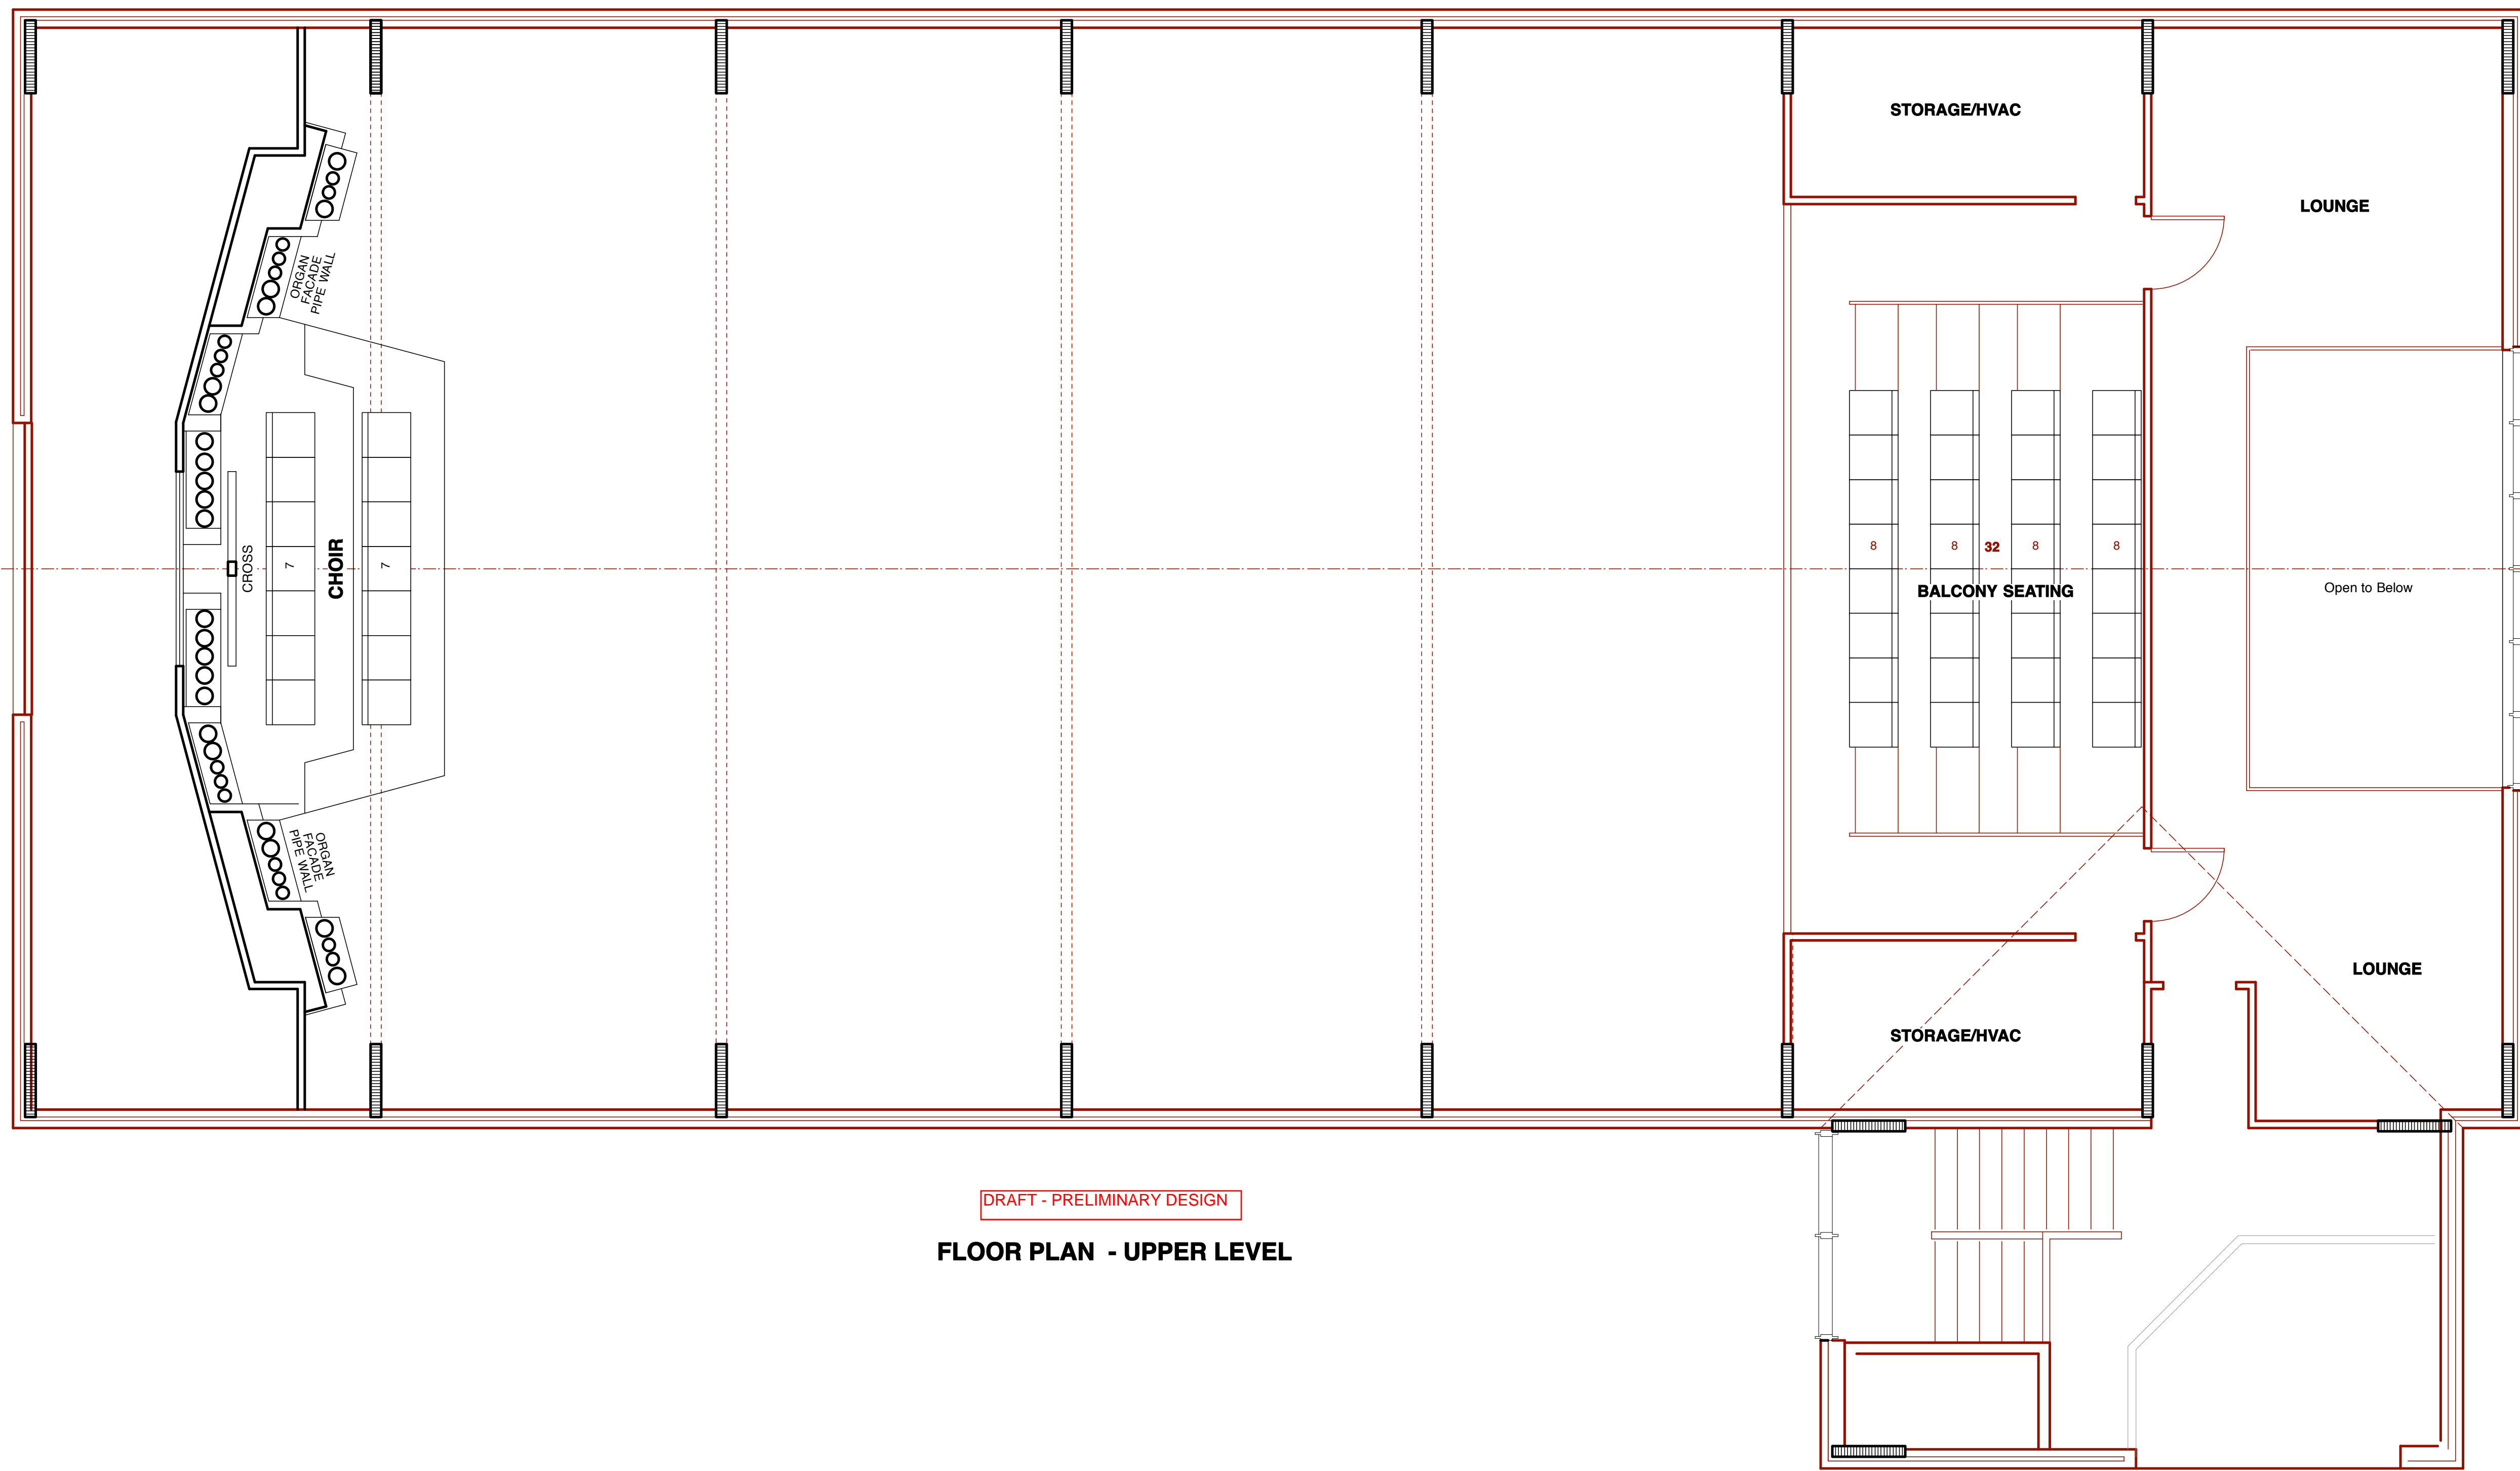 STORAGE/HVAC
LOUNGE
ORGAN
FACADE
PIPE WALL
CROSS
7
CHOIR
7
8
8
32
8
8
BALCONY SEATING
Open to Below
ORGAN
FACADE
PIPE WALL
LOUNGE
STORAGE/HVAC
DRAFT - PRELIMINARY DESIGN
FLOOR PLAN - UPPER LEVEL